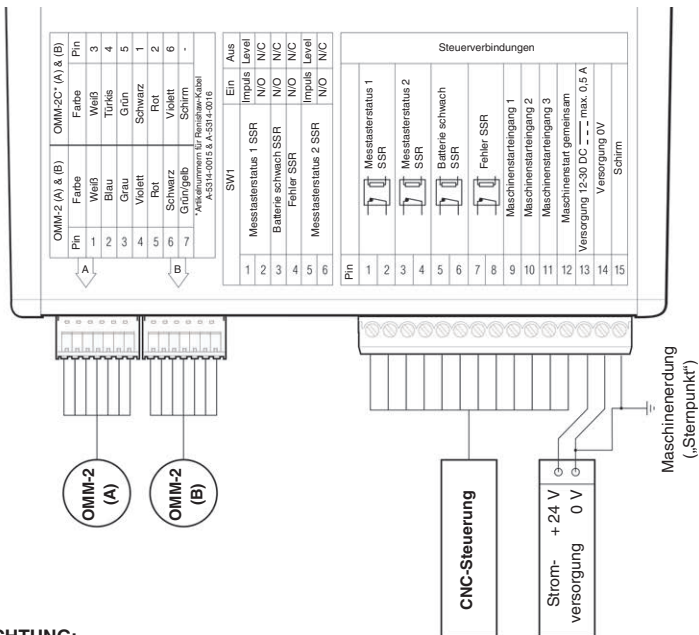 OMM-2 (A) & (B) OMM-2C* (A) & (B)
Pin Farbe Farbe Pin
1 Weiß Weiß 3
2 Blau Türkis 4
3 Grau Grün 5
4 Violett Schwarz 1
5 Rot Rot 2
6 Schwarz Violett 6
7 Grün/gelb Schirm -
*Artikelnummern für Renishaw-Kabel
A-5314-0015 & A-5314-0016
A
B
SW1 Ein Aus
1 Messtasterstatus 1 SSR Impuls Level
2 N/O N/C
3 Batterie schwach SSR N/O N/C
4 Fehler SSR N/O N/C
5 Messtasterstatus 2 SSR Impuls Level
6 N/O N/C
Pin Steuerverbindungen
1 Messtasterstatus 1
2 SSR
3 Messtasterstatus 2
4 SSR
5 Batterie schwach
6 SSR
7 Fehler SSR
8
9 Maschinenstarteingang 1
10 Maschinenstarteingang 2
11 Maschinenstarteingang 3
12 Maschinenstart gemeinsam
13 Versorgung 12-30 DC ⎓ max. 0,5 A
14 Versorgung 0V
15 Schirm
OMM-2
(A)
OMM-2
(B)
CNC-Steuerung
Strom- + 24 V
versorgung 0 V
Maschinenerdung
(„Sternpunkt“)
CHTUNG: